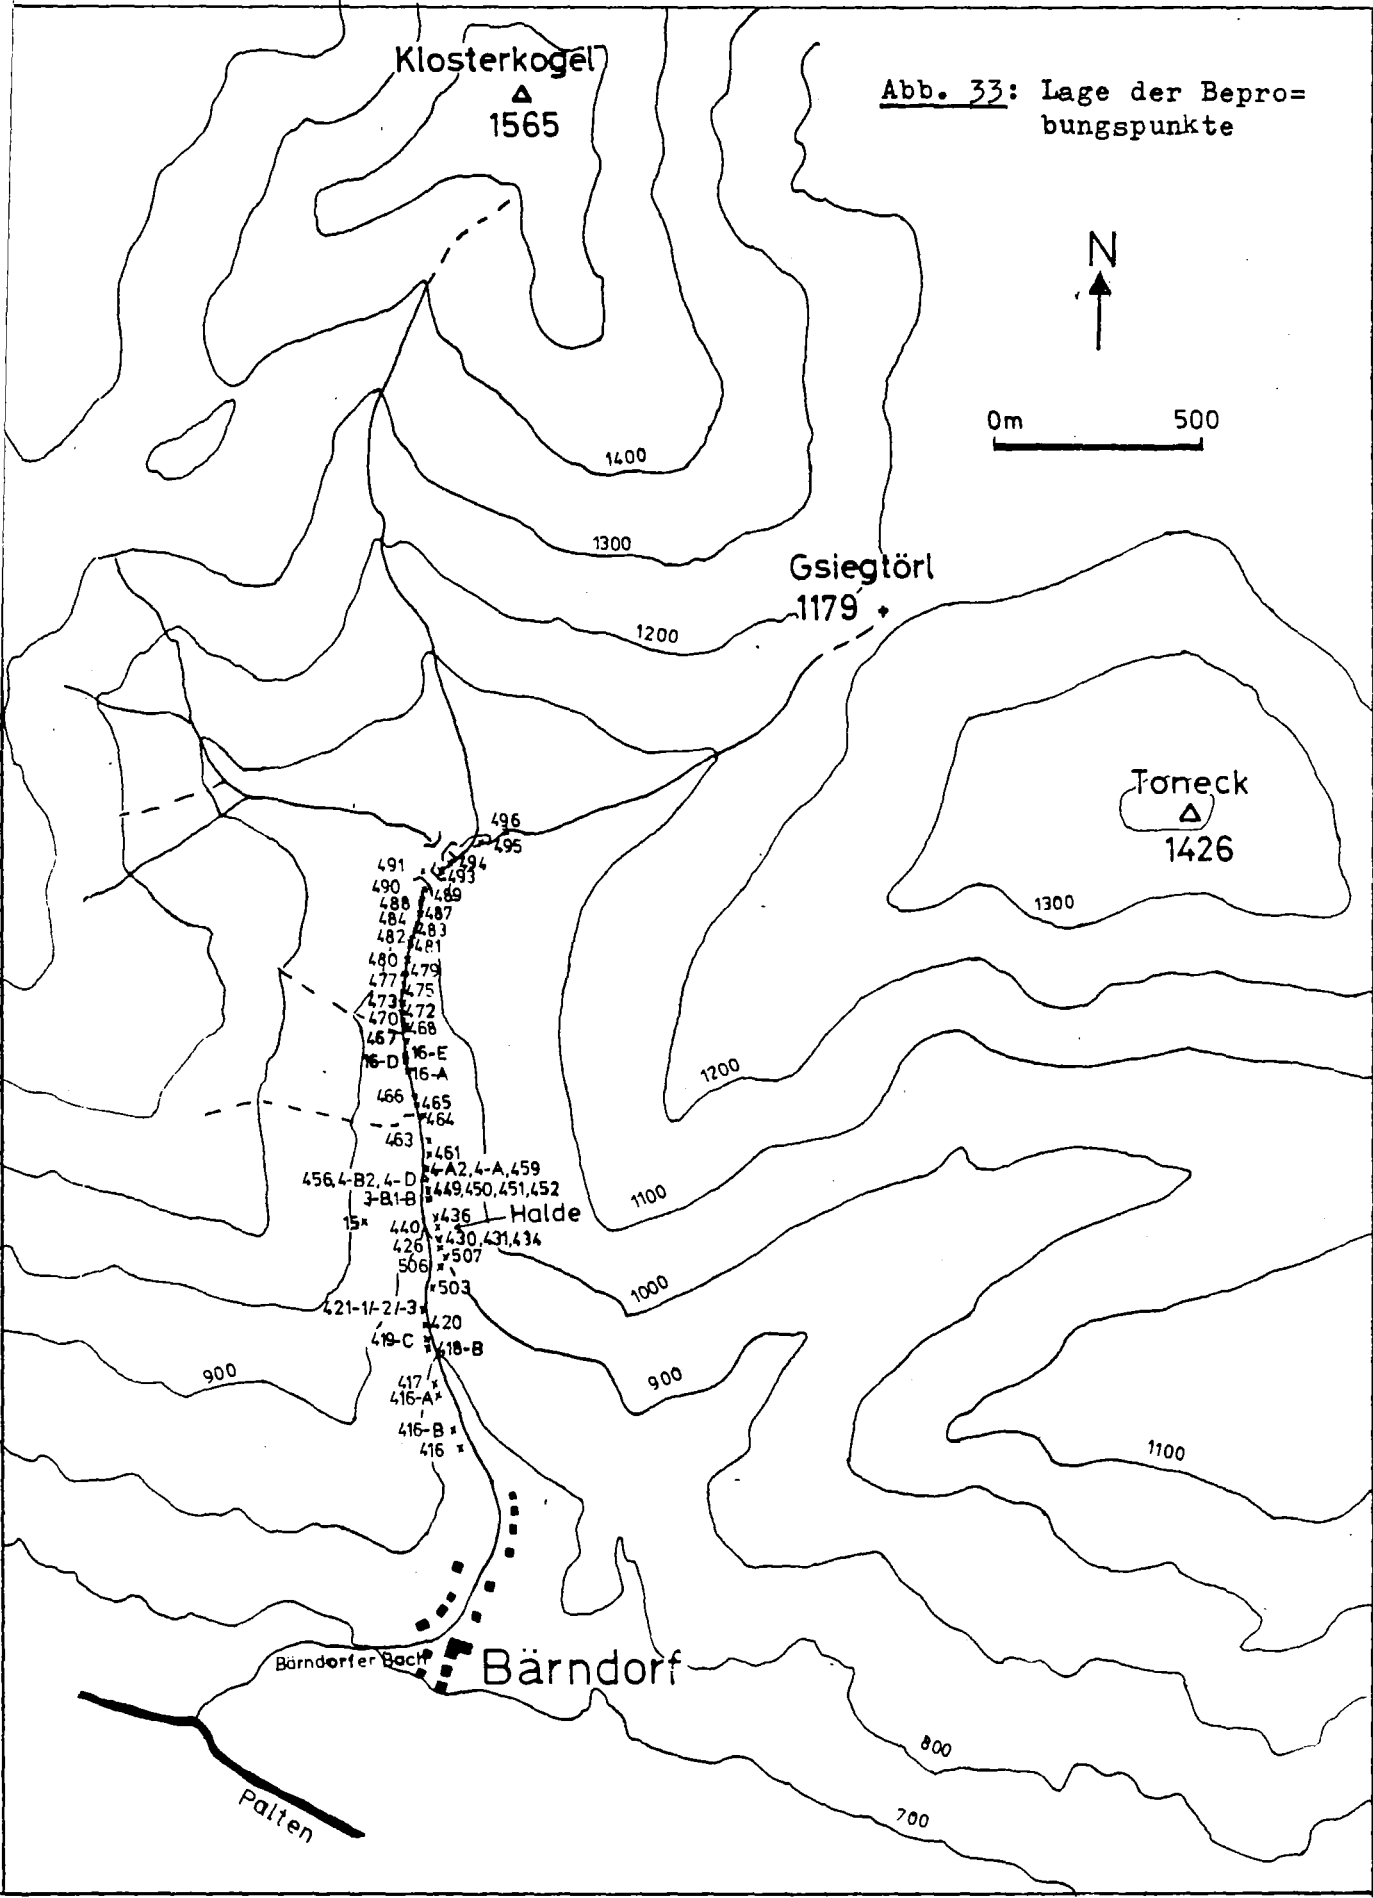 Klosterkogel
1565
Abb. 33: Lage der Bepro=
bungspunkte
N
0m 500
1400
1300
Gsiegtörl
1179
1200
Toneck
1426
1300
496
495
494
491
493
490
489
488
487
484
483
482
481
480
479
477
475
473
472
470
468
467
16-E
16-D
16-A
1200
466
465
464
463
461
4-A2,4-A,459
456,4-B2,4-D
449,450,451,452
3-B,1-B
1100
15
436
Halde
440
430,431,434
426
507
506
503
1000
421-1/-2/-3
420
419-C
418-B
900
417
900
416-A
416-B
416
1100
Bärndorfer Bach
Bärndorf
800
Palten
700